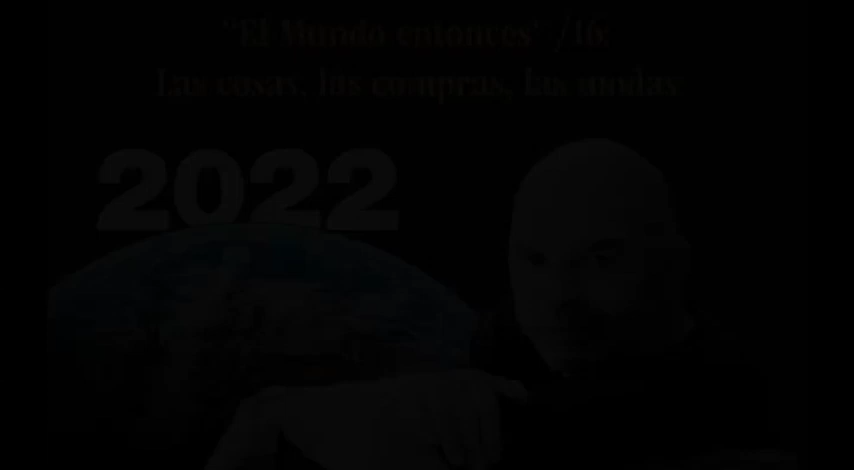 "El Mundo entonces" /16:
Las cosas, las compras, las modas
2022